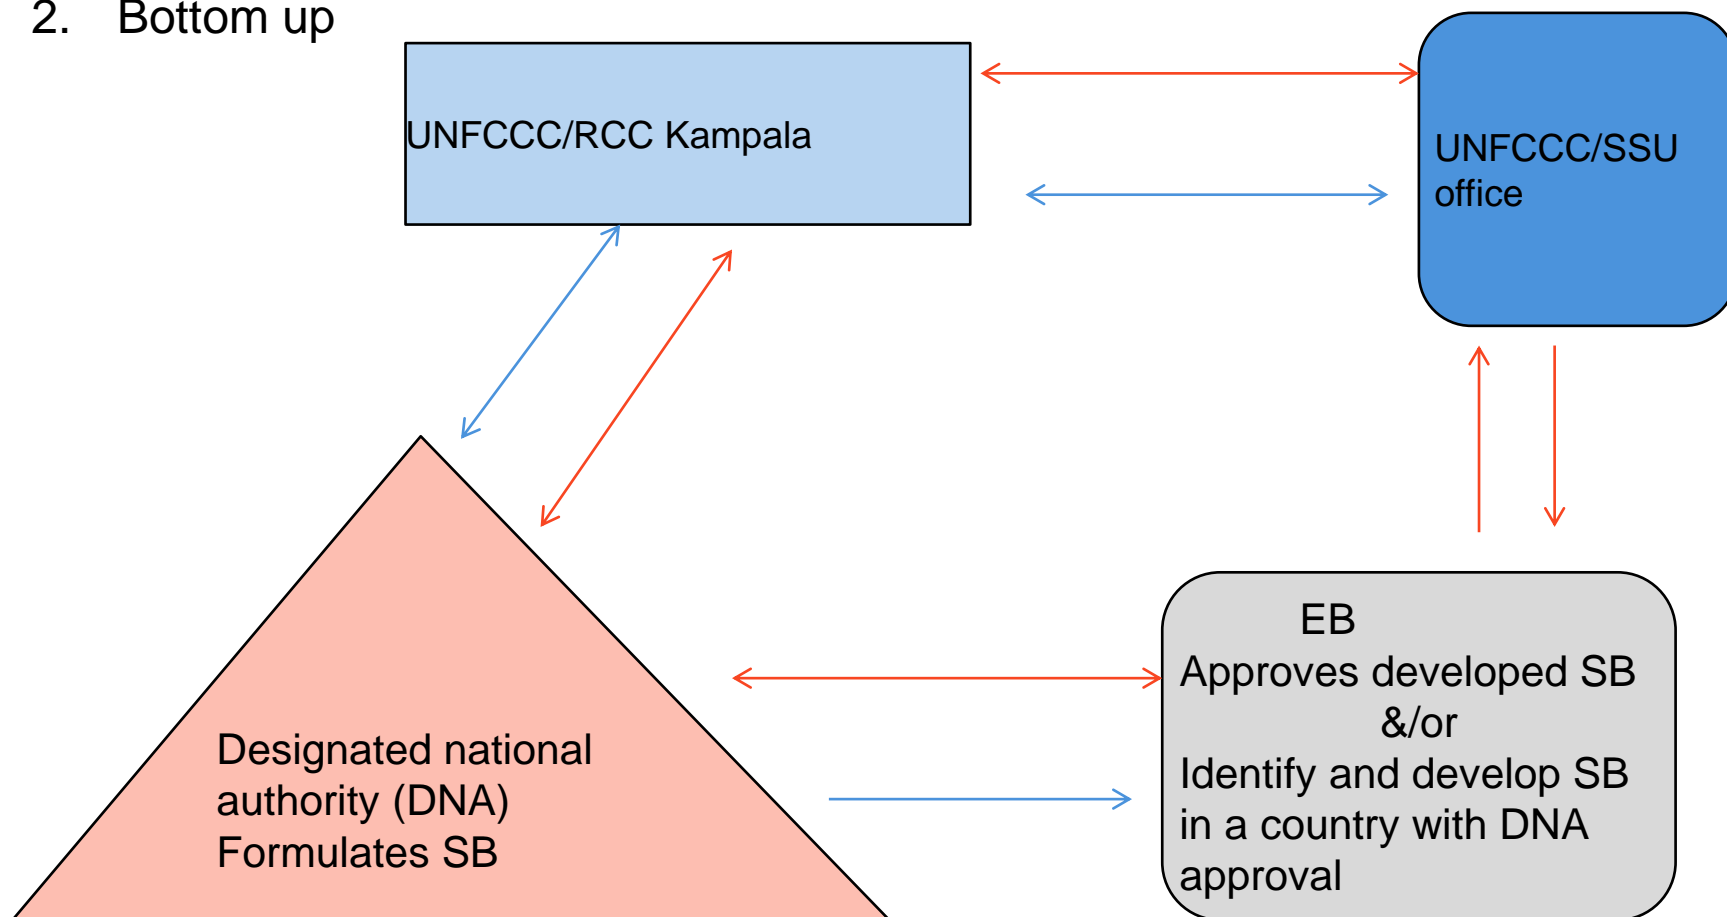 2. Bottom up
UNFCCC/RCC Kampala
UNFCCC/SSU
office
EB
Approves developed SB
&/or
Identify and develop SB
in a country with DNA
approval
Designated national
authority (DNA)
Formulates SB